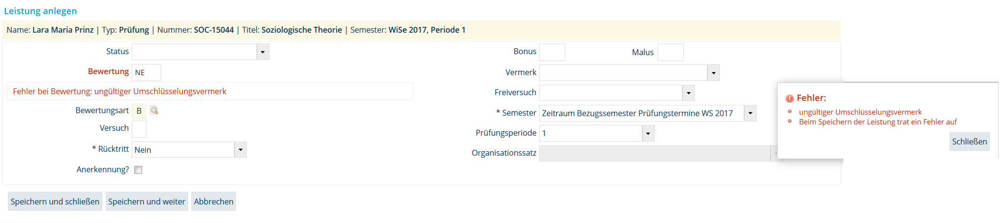 Leistung anlegen
Name: Lara Maria Prinz | Typ: Prüfung | Nummer: SOC-15044 | Titel: Soziologische Theorie | Semester: WiSe 2017, Periode 1
Status
Bewertung NE
Fehler bei Bewertung: ungültiger Umschlüsselungsvermerk
Bewertungsart B
Versuch
* Rücktritt Nein
Anerkennung?
Bonus Malus
Vermerk
Freiversuch
* Semester Zeitraum Bezugssemester Prüfungstermine WS 2017
Prüfungsperiode 1
Organisationssatz
Fehler:
ungültiger Umschlüsselungsvermerk
Beim Speichern der Leistung trat ein Fehler auf
Schließen
Speichern und schließen Speichern und weiter Abbrechen